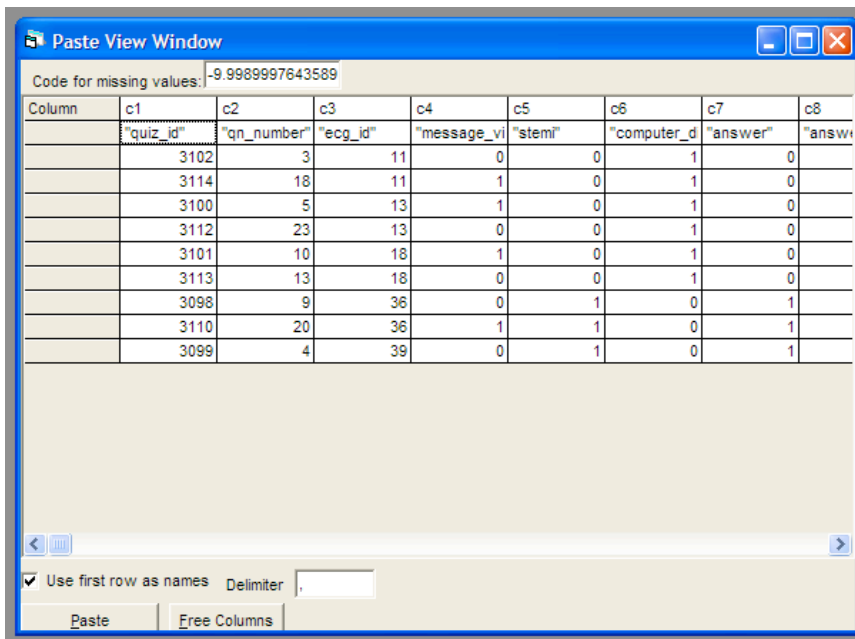 Paste View Window
Code for missing values: -9.9989997643589
Column c1 c2 c3 c4 c5 c6 c7 c8
"quiz_id" "qn_number" "ecg_id" "message_vi "stemi" "computer_d "answer" "answe
3102 3 11 0 0 1 0
3114 18 11 1 0 1 0
3100 5 13 1 0 1 0
3112 23 13 0 0 1 0
3101 10 18 1 0 1 0
3113 13 18 0 0 1 0
3098 9 36 0 1 0 1
3110 20 36 1 1 0 1
3099 4 39 0 1 0 1
Use first row as names Delimiter ,
Paste Free Columns